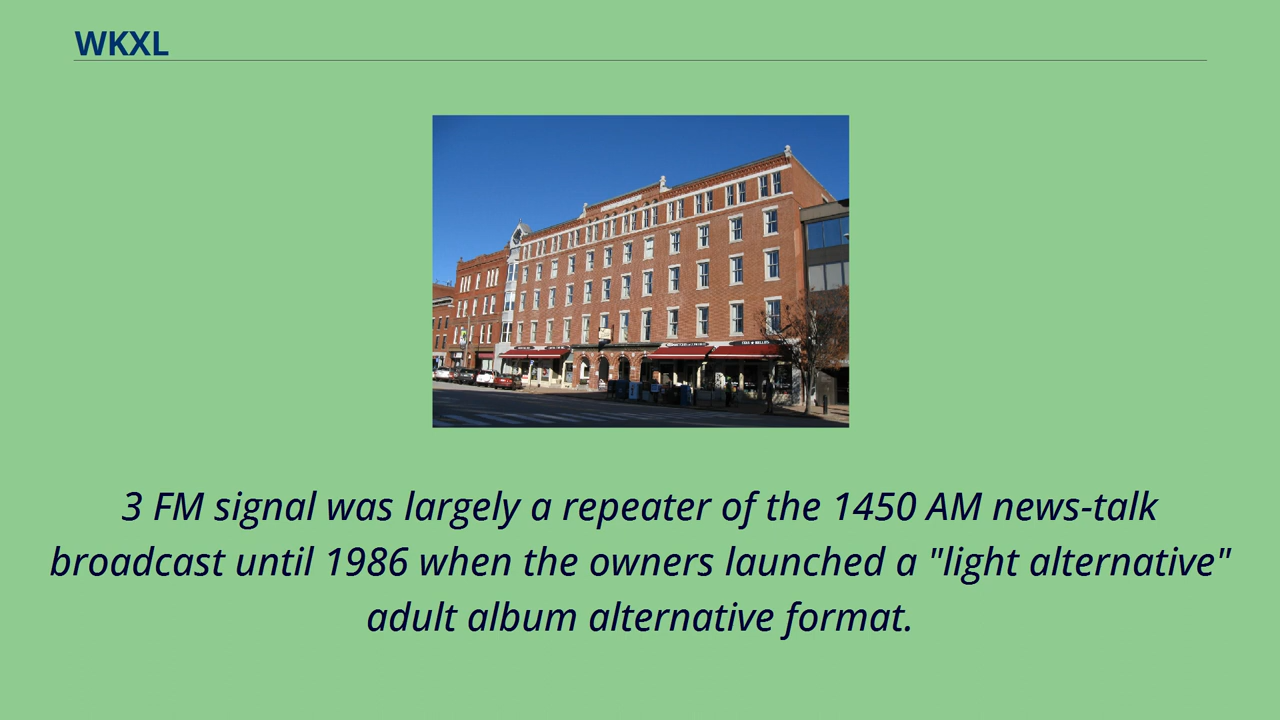 WKXL
3 FM signal was largely a repeater of the 1450 AM news-talk
broadcast until 1986 when the owners launched a "light alternative"
adult album alternative format.